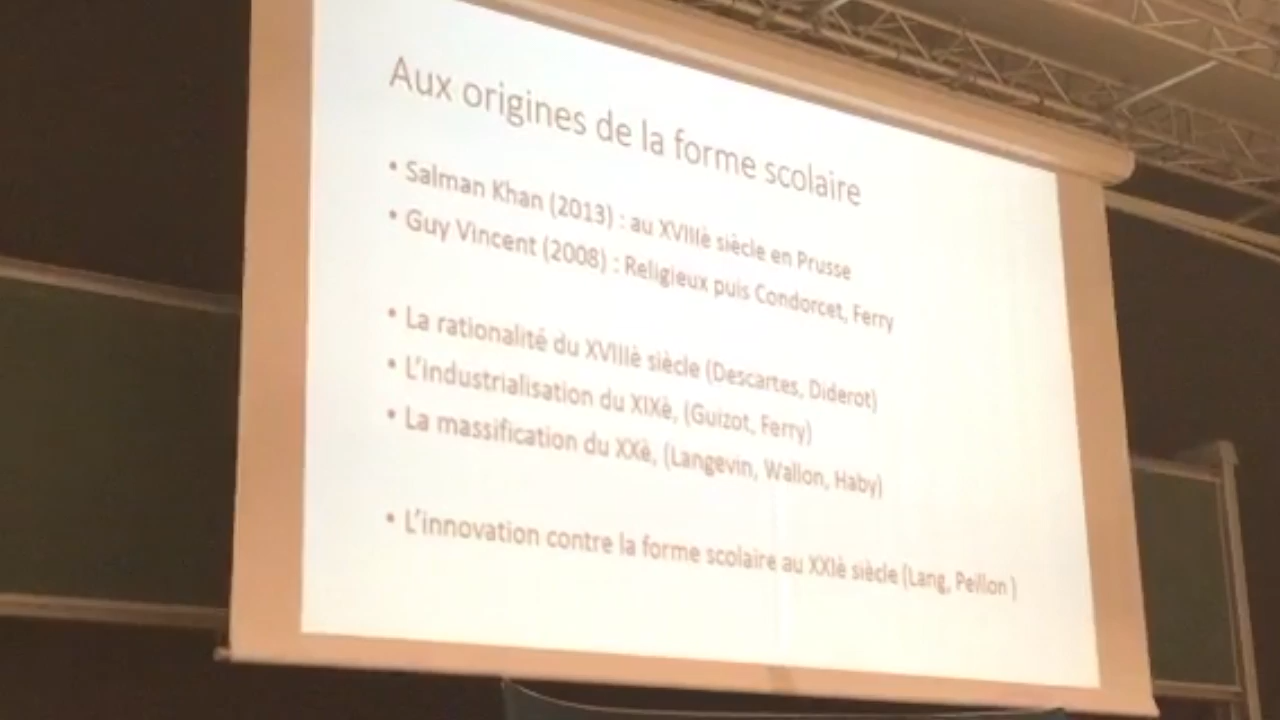 Aux origines de la forme scolaire
• Salman Khan (2013) : au XVIIIè siècle en Prusse
• Guy Vincent (2008) : Religieux puis Condorcet, Ferry
• La rationalité du XVIIIè siècle (Descartes, Diderot)
• L'industrialisation du XIXè, (Guizot, Ferry)
• La massification du XXè, (Langevin, Wallon, Haby)
• L'innovation contre la forme scolaire au XXIè siècle (Lang, Peillon )